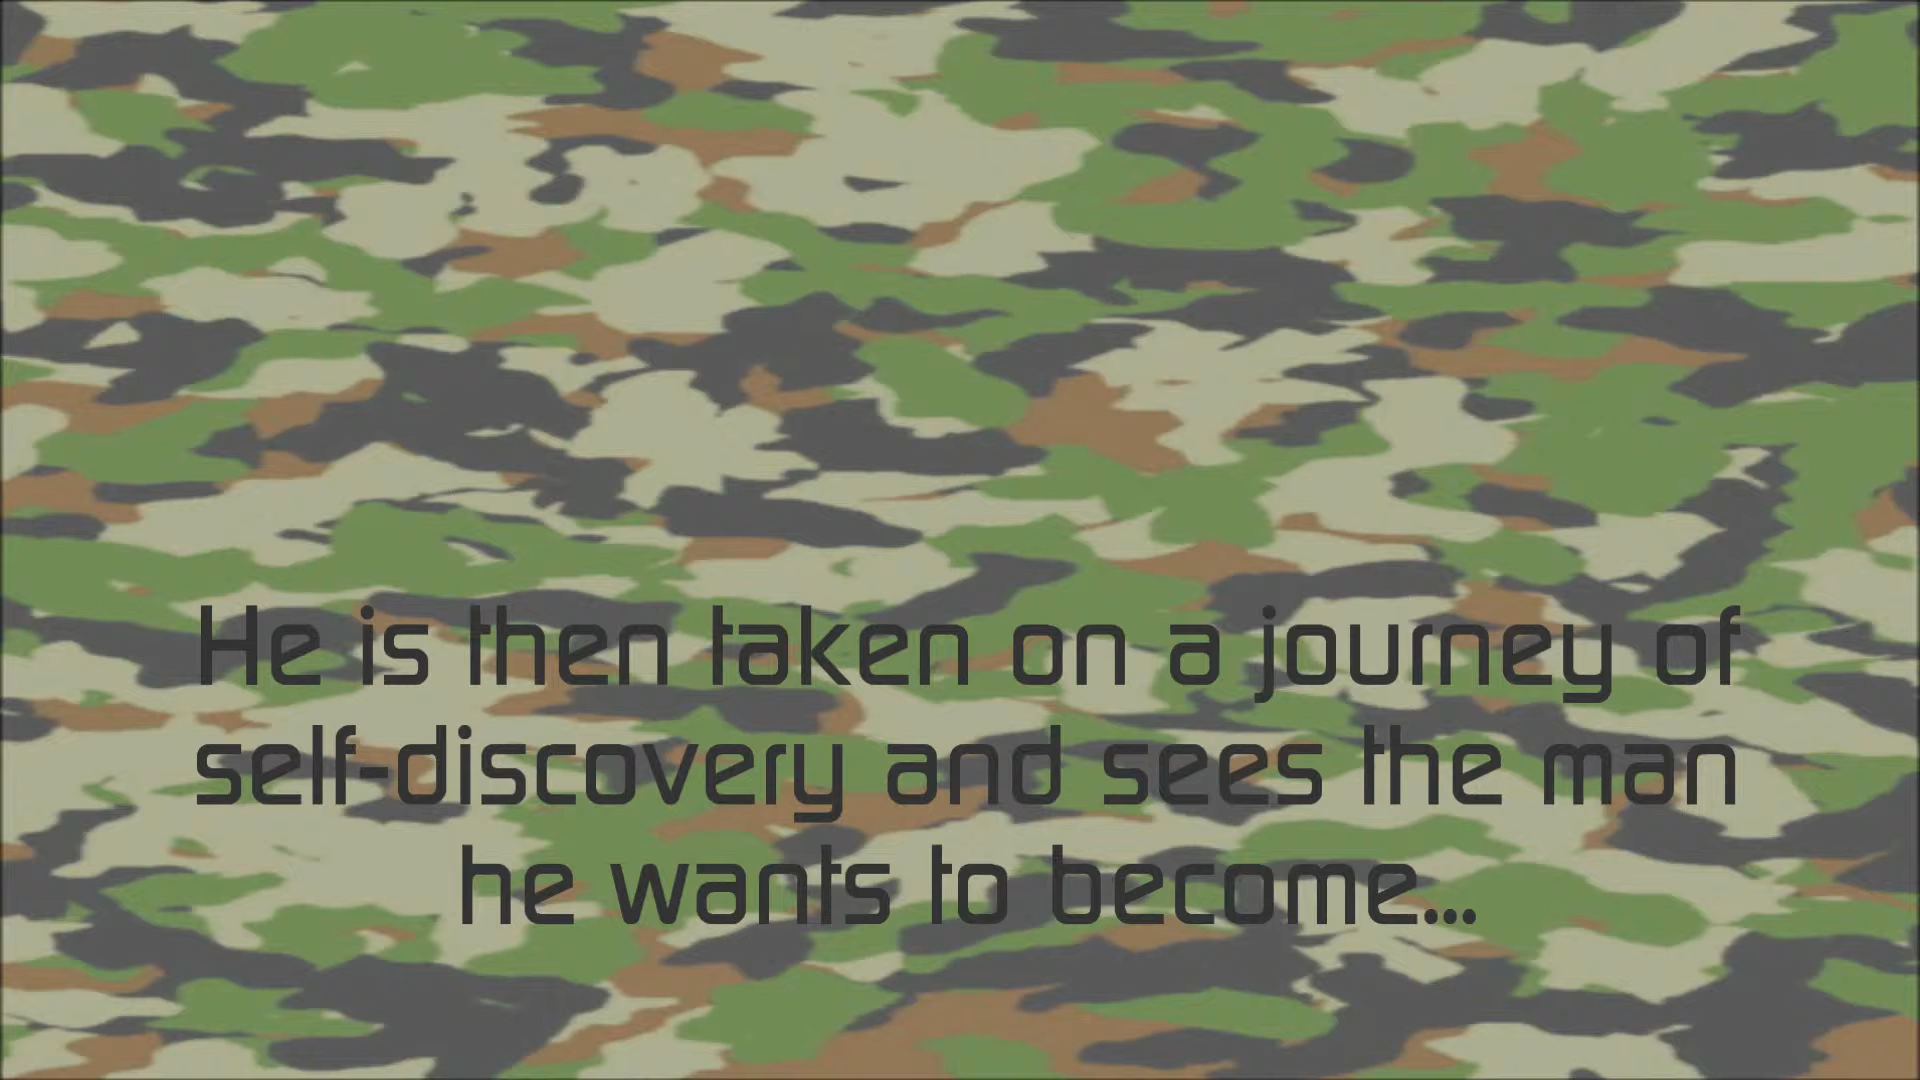 He is then taken on a journey of
self-discovery and sees the man
he wants to become...